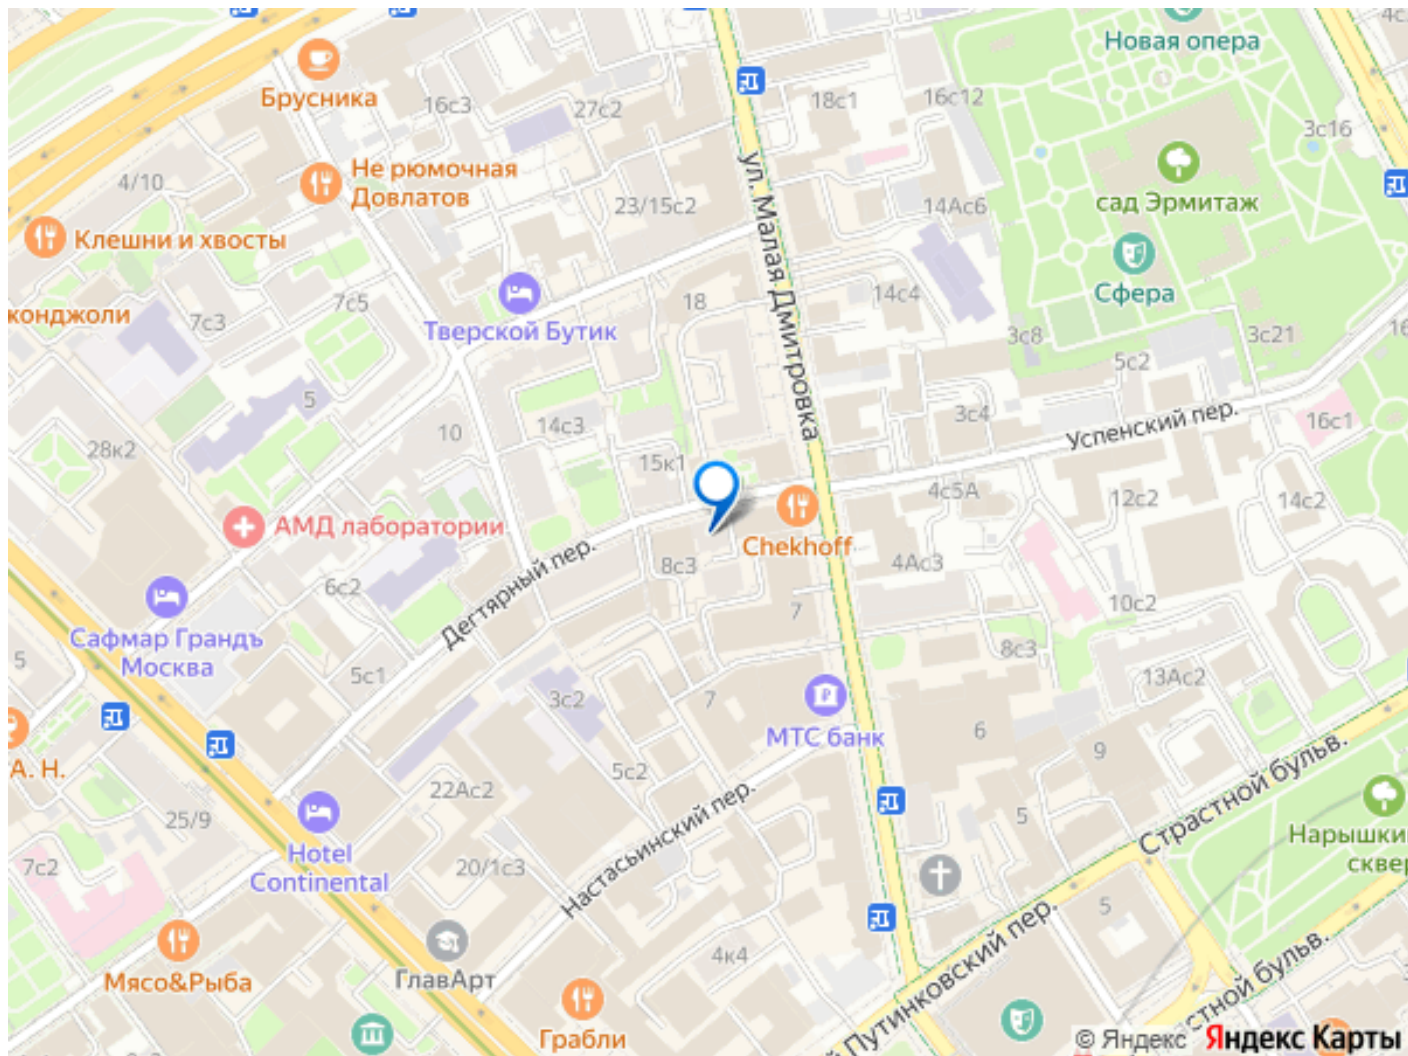 4с
Новая опера
Брусника
16с3
27с2
18с1
16с12
3с16
Не рюмочная
Довлатов
4/10
23/15с2
14Ас6
сад Эрмитаж
ул. Малая Дмитровка
Клешни и хвосты
Сфера
14с4
7с5
18
конджоли
7с3
Тверской Бутик
3с8
3с21
16
5с2
5
3с4
Успенский пер.
16с1
10
14с3
28к2
15к1
4с5А
12с2
14с2
АМД лаборатории
Chekhoff
8с3
4Ас3
Дегтярный пер.
6с2
7
10с2
Сафмар Грандъ
Москва
5
5с1
8с3
13Ас2
3с2
7
МТС банк
6
9
А. Н.
5с2
22Ас2
25/9
5
Страстной бульв.
Настасьинский пер.
Нарышки
сквер
Hotel
Continental
7с2
20/1с3
5
4к4
Мясо&Рыба
ГлавАрт
й Путинковский пер.
стной бульв.
Грабли
© Яндекс Яндекс Карты